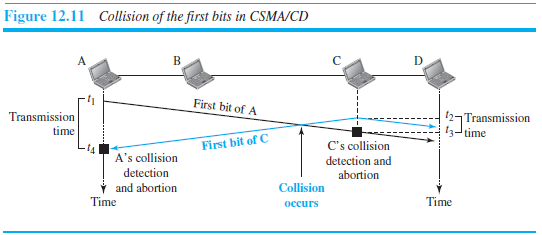 Figure 12.11 Collision of the first bits in CSMA/CD
A
B
C
D
t1
First bit of A
Transmission
time
t4
First bit of C
t2
t3
Transmission
time
A's collision
detection
and abortion
C's collision
detection and
abortion
Collision
occurs
Time
Time